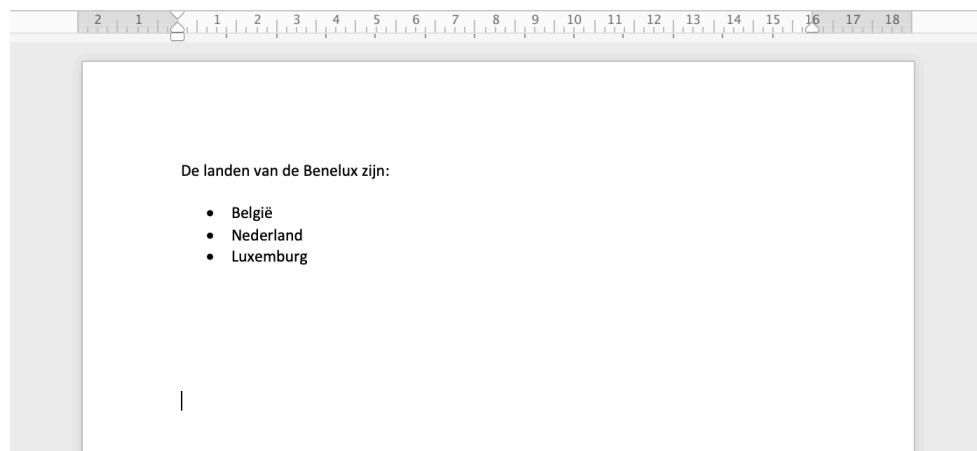 2 1 1 2 3 4 5 6 7 8 9 10 11 12 13 14 15 16 17 18
De landen van de Benelux zijn:
• België
• Nederland
• Luxemburg